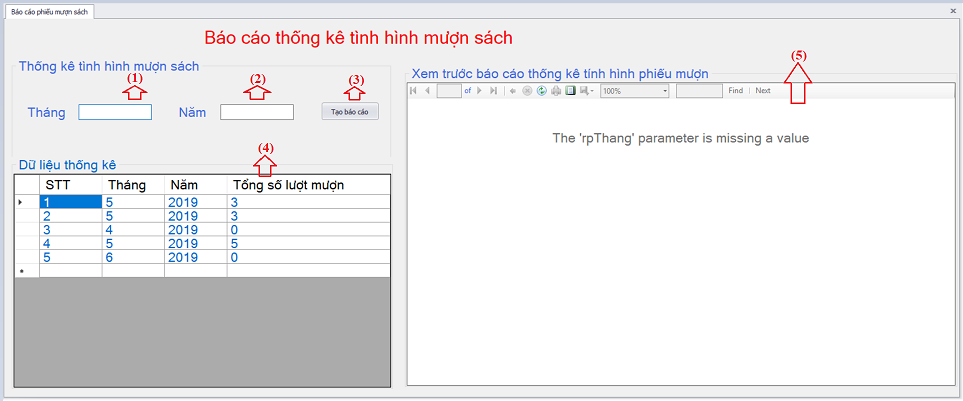 Báo cáo phiếu mượn sách
Báo cáo thống kê tình hình mượn sách
Thống kê tình hình mượn sách
(1)
(2)
(3)
Tháng
Năm
Tạo báo cáo
(4)
Dữ liệu thống kê
STT Tháng Năm Tổng số lượt mượn
1 5 2019 3
2 5 2019 3
3 4 2019 0
4 5 2019 5
5 6 2019 0
(5)
Xem trước báo cáo thống kê tính hình phiếu mượn
of 100% Find Next
The 'rpThang' parameter is missing a value